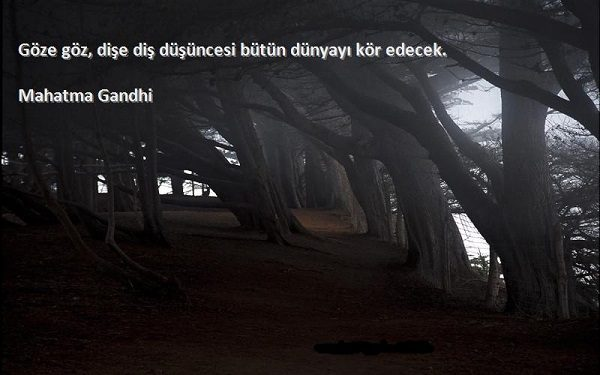 Göze göz, dişe diş düşüncesi bütün dünyayı kör edecek.
Mahatma Gandhi